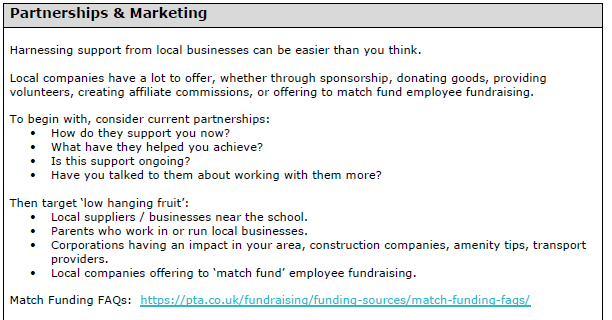 Partnerships & Marketing
Harnessing support from local businesses can be easier than you think.
Local companies have a lot to offer, whether through sponsorship, donating goods, providing
volunteers, creating affiliate commissions, or offering to match fund employee fundraising.
To begin with, consider current partnerships:
• How do they support you now?
• What have they helped you achieve?
• Is this support ongoing?
• Have you talked to them about working with them more?
Then target ‘low hanging fruit’:
• Local suppliers / businesses near the school.
• Parents who work in or run local businesses.
• Corporations having an impact in your area, construction companies, amenity tips, transport
providers.
• Local companies offering to ‘match fund’ employee fundraising.
Match Funding FAQs: https://pta.co.uk/fundraising/funding-sources/match-funding-faqs/